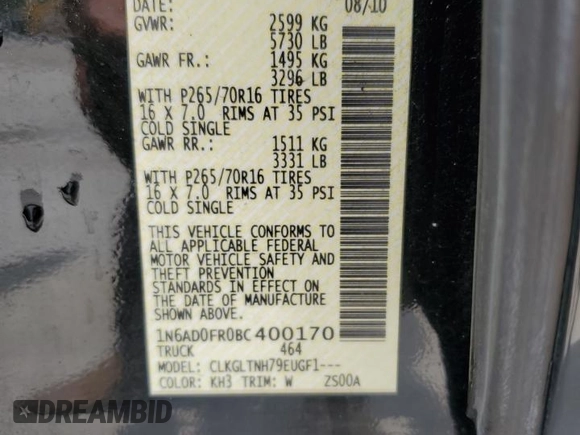 DATE: 08/10
GVWR: 2599 KG
5730 LB
GAWR FR.: 1495 KG
3296 LB
WITH P265/70R16 TIRES
16 X 7.0 RIMS AT 35 PSI
COLD SINGLE
GAWR RR.: 1511 KG
3331 LB
WITH P265/70R16 TIRES
16 X 7.0 RIMS AT 35 PSI
COLD SINGLE
THIS VEHICLE CONFORMS TO
ALL APPLICABLE FEDERAL
MOTOR VEHICLE SAFETY AND
THEFT PREVENTION
STANDARDS IN EFFECT ON THE
DATE OF MANUFACTURE
SHOWN ABOVE.
1N6AD0FR0BC400170
TRUCK 464
MODEL: CLKGLTNH79EUGF1---
COLOR: KH3 TRIM: W ZS00A
DREAMBID